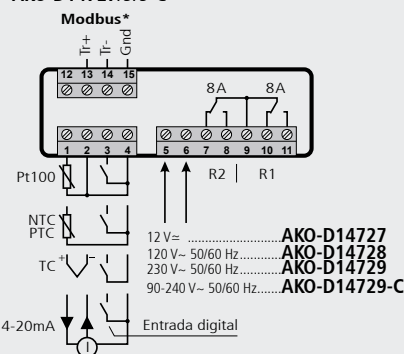 Modbus*
Tr+
Tr-
Gnd
12 13 14 15
8A 8A
1 2 3 4 5 6 7 8 9 10 11
R2 | R1
Pt100
NTC
PTC
TC + -
12 V≂ ........................AKO-D14727
120 V~ 50/60 Hz...........AKO-D14728
230 V~ 50/60 Hz...........AKO-D14729
90-240 V~ 50/60 Hz.......AKO-D14729-C
4-20mA
I
Entrada digital